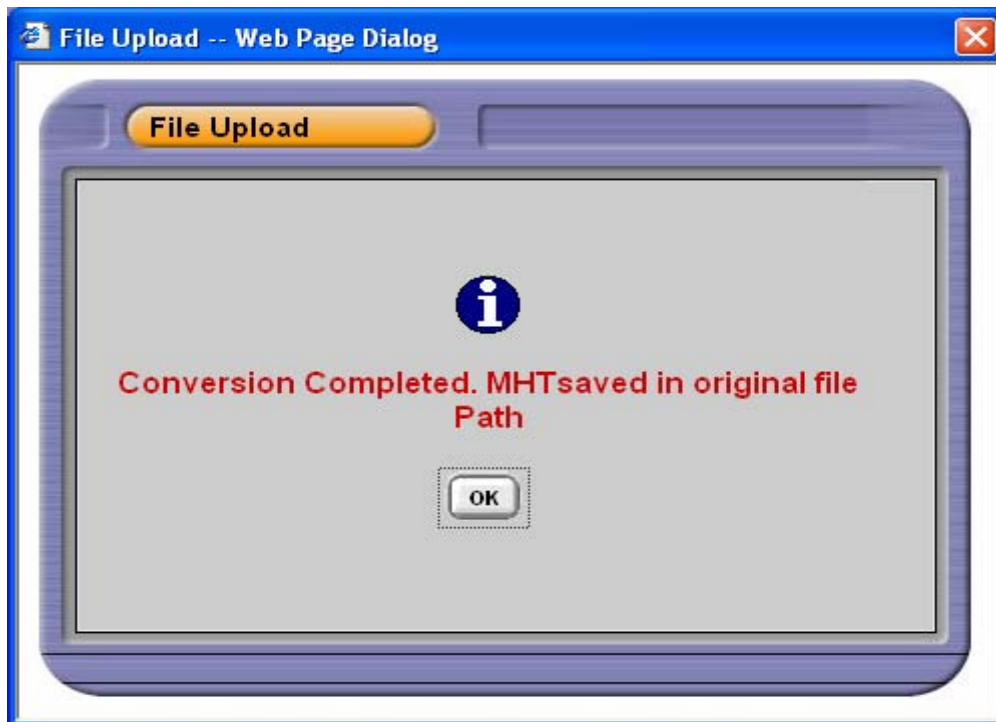 File Upload -- Web Page Dialog
File Upload
Conversion Completed. MHTsaved in original file
Path
OK